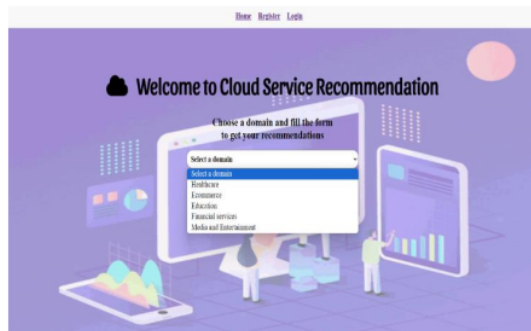 Home Register Login
Welcome to Cloud Service Recommendation
Choose a domain and fill the form
to get your recommendations
Select a domain
Select a domain
Healthcare
Ecommerce
Education
Financial services
Media and Entertainment